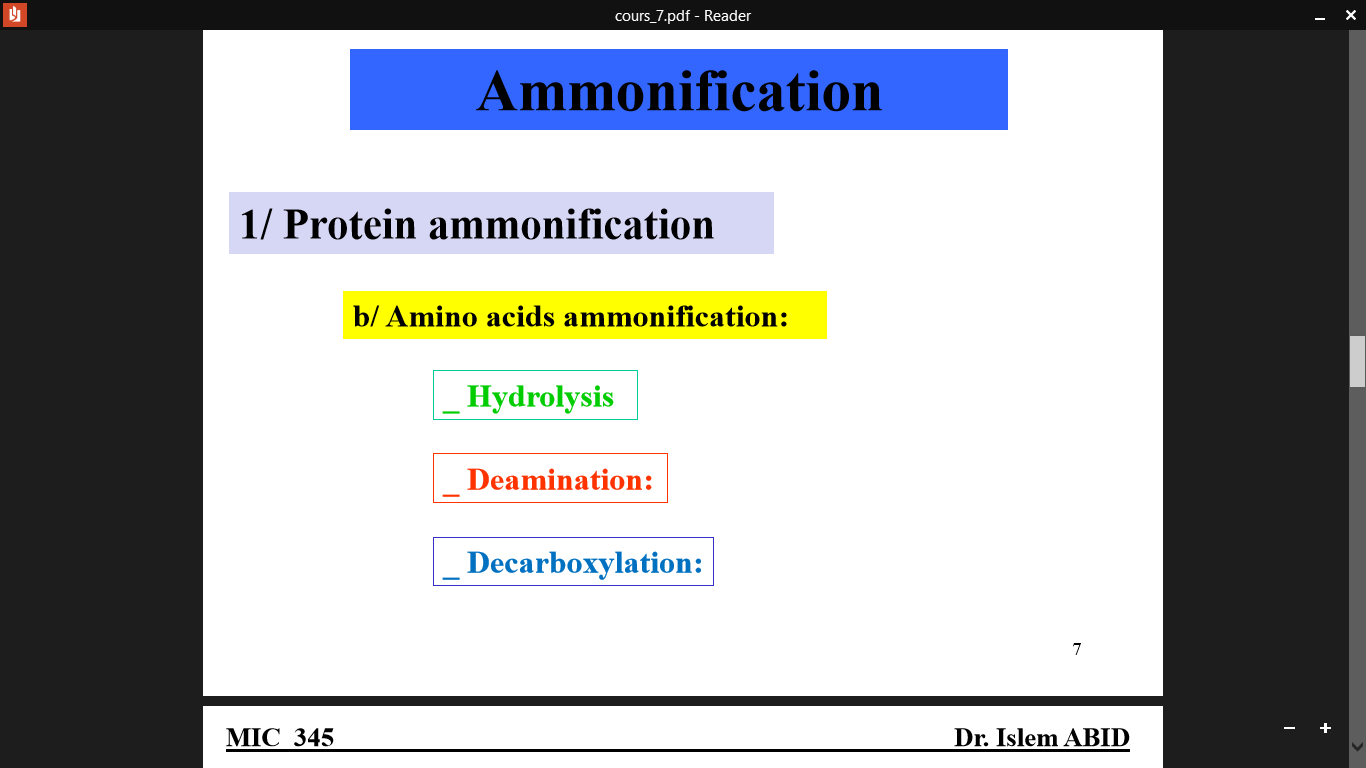 cours_7.pdf - Reader
Ammonification
1/ Protein ammonification
b/ Amino acids ammonification:
_ Hydrolysis
_ Deamination:
_ Decarboxylation:
7
MIC 345 Dr. Islem ABID